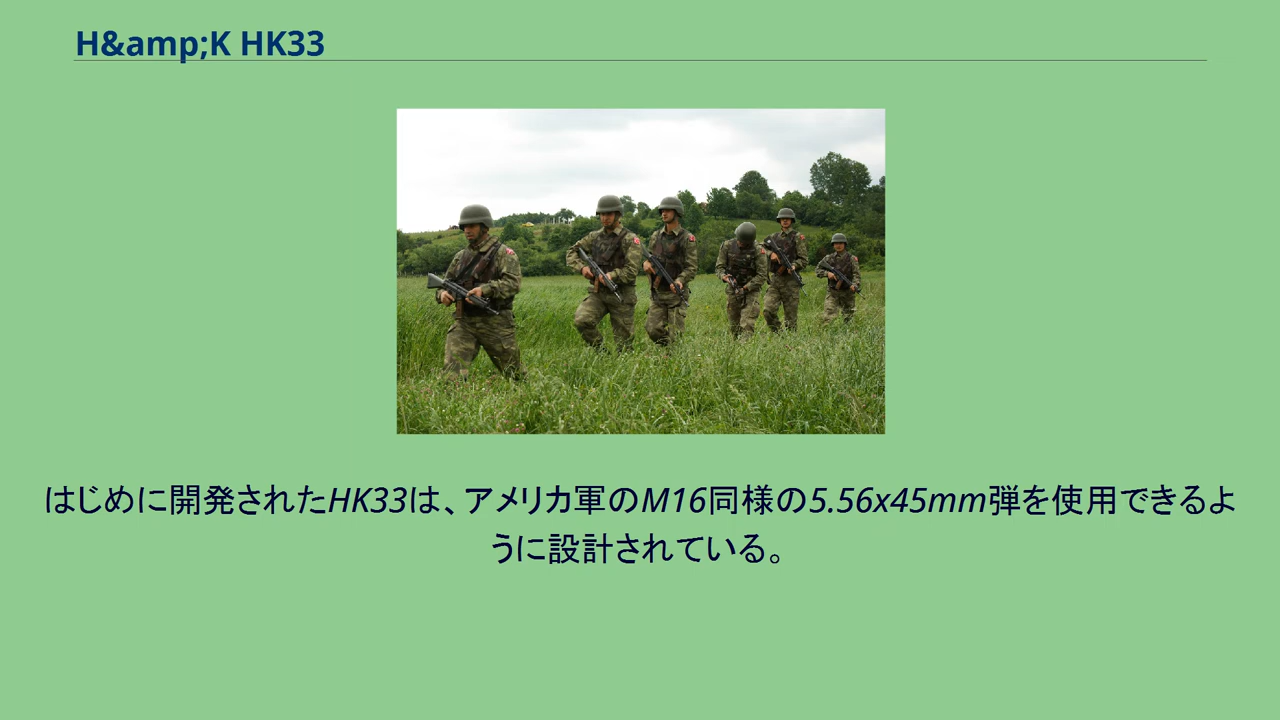 H&amp;K HK33
はじめに開発されたHK33は、アメリカ軍のM16同様の5.56x45mm弾を使用できるよ
うに設計されている。